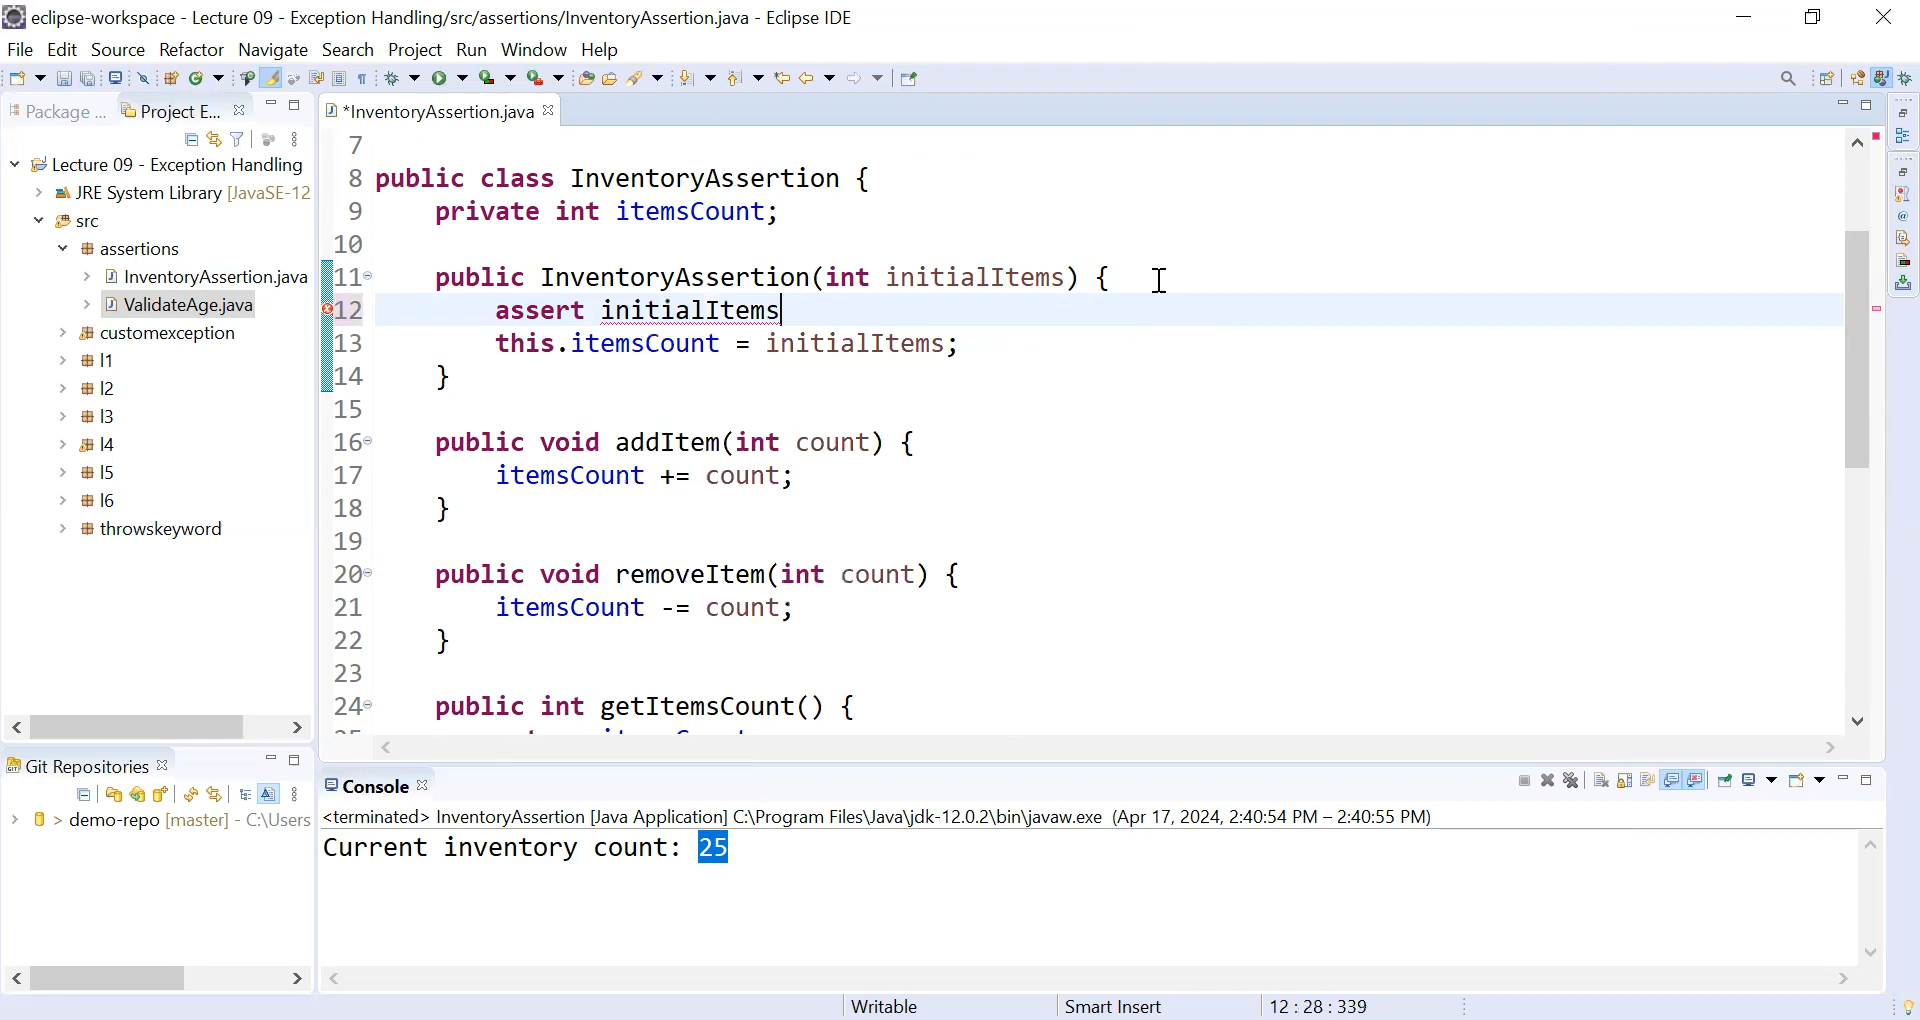 eclipse-workspace - Lecture 09 - Exception Handling/src/assertions/InventoryAssertion.java - Eclipse IDE
File Edit Source Refactor Navigate Search Project Run Window Help
Package ... Project E...
Lecture 09 - Exception Handling
JRE System Library [JavaSE-12
src
assertions
InventoryAssertion.java
ValidateAge.java
customexception
l1
l2
l3
l4
l5
l6
throwskeyword
*InventoryAssertion.java
7
8 public class InventoryAssertion {
9 private int itemsCount;
10
11 public InventoryAssertion(int initialItems) {
12 assert initialItems
13 this.itemsCount = initialItems;
14 }
15
16 public void addItem(int count) {
17 itemsCount += count;
18 }
19
20 public void removeItem(int count) {
21 itemsCount -= count;
22 }
23
24 public int getItemsCount() {
Git Repositories
> demo-repo [master] - C:\Users
Console
<terminated> InventoryAssertion [Java Application] C:\Program Files\Java\jdk-12.0.2\bin\javaw.exe (Apr 17, 2024, 2:40:54 PM – 2:40:55 PM)
Current inventory count: 25
Writable Smart Insert 12 : 28 : 339